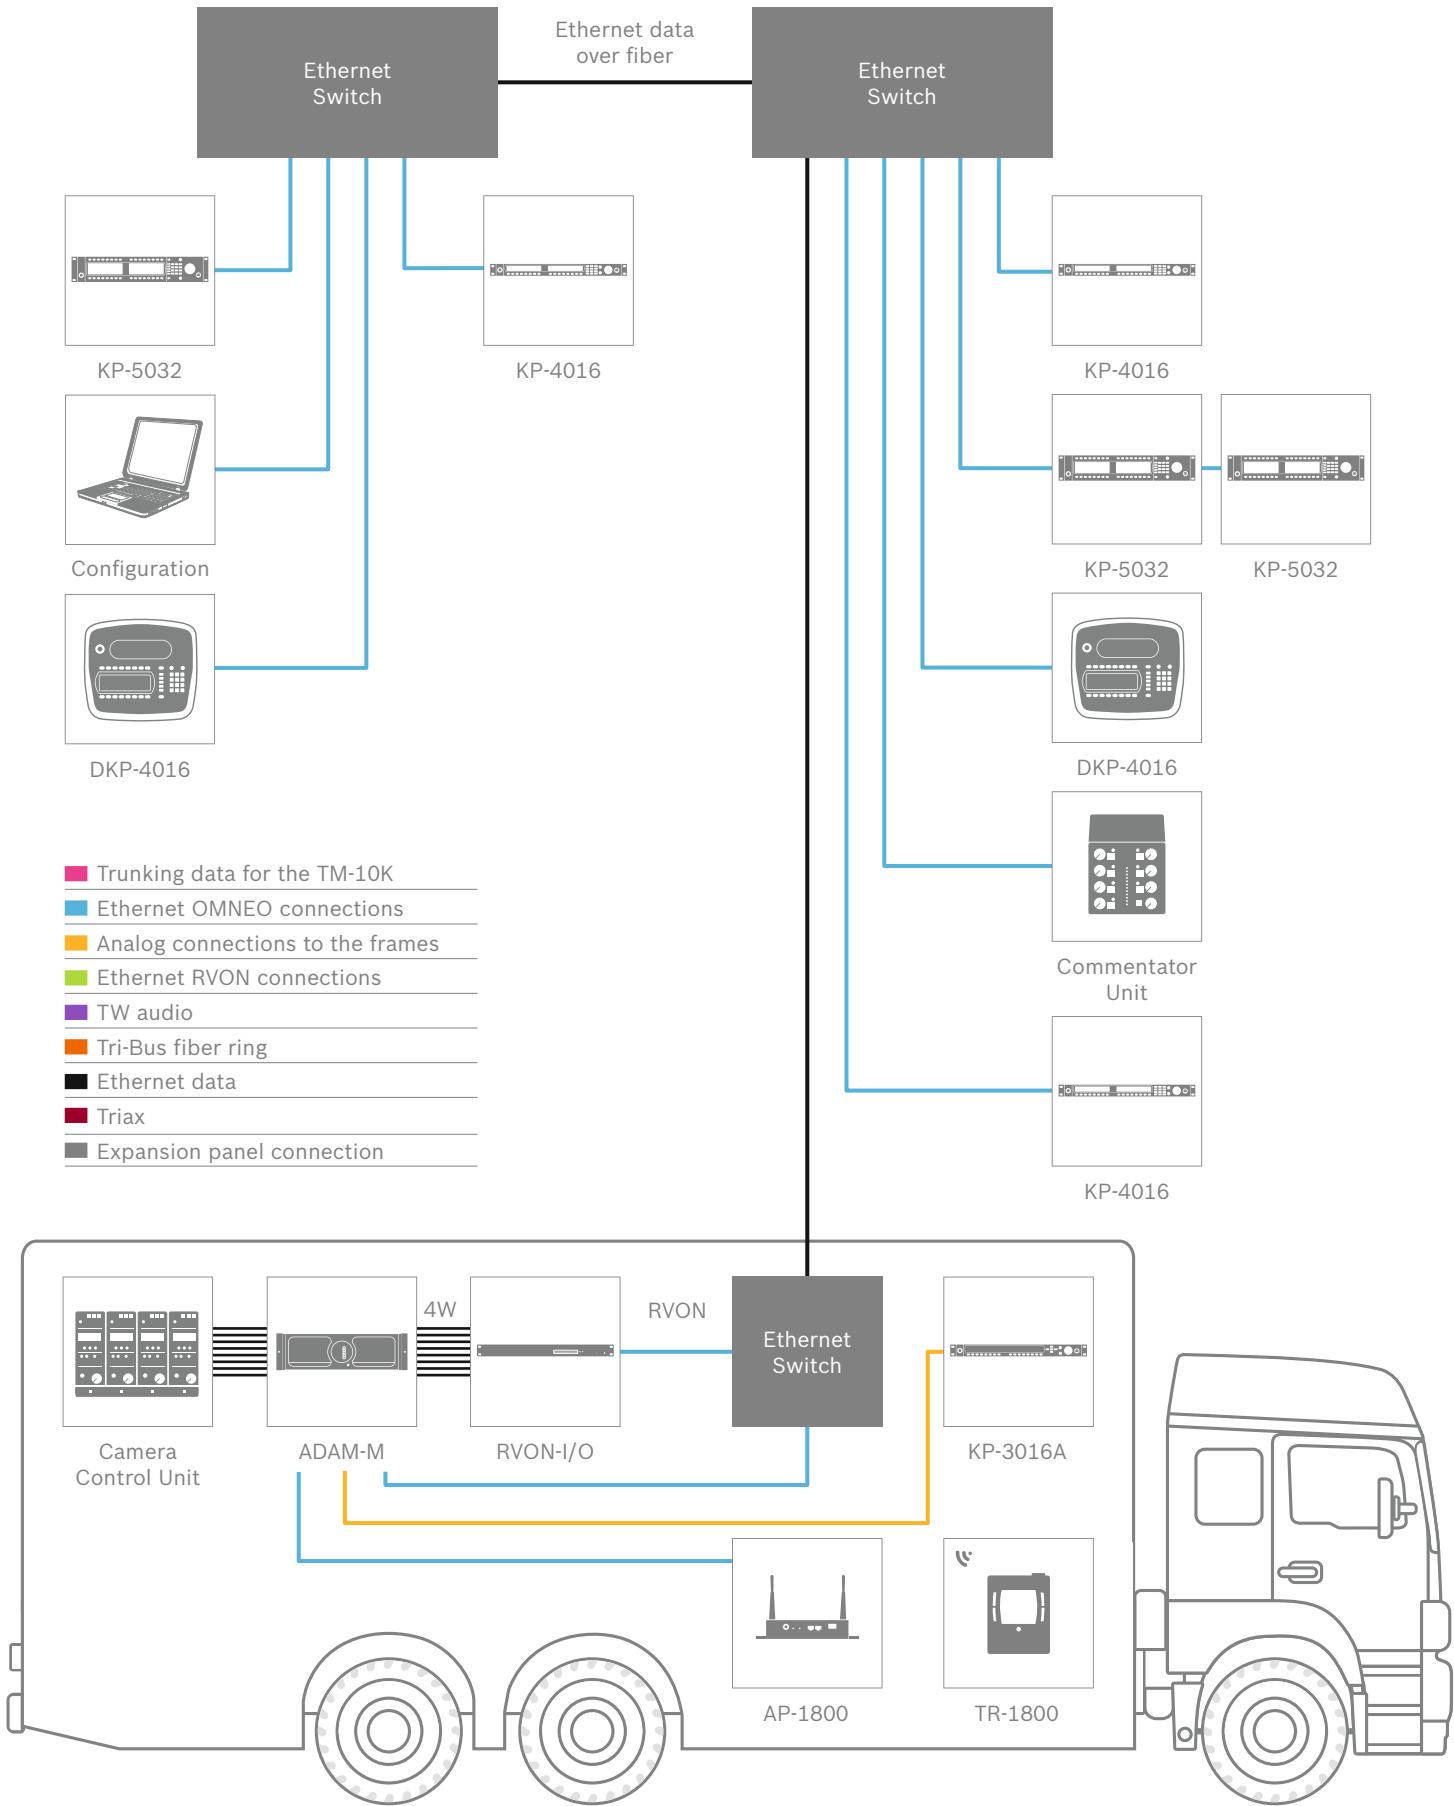 Ethernet
Switch
Ethernet data
over fiber
Ethernet
Switch
KP-5032
KP-4016
KP-4016
Configuration
KP-5032
KP-5032
DKP-4016
DKP-4016
Trunking data for the TM-10K
Ethernet OMNEO connections
Analog connections to the frames
Ethernet RVON connections
TW audio
Tri-Bus fiber ring
Ethernet data
Triax
Expansion panel connection
Commentator
Unit
KP-4016
4W
RVON
Ethernet
Switch
Camera
Control Unit
ADAM-M
RVON-I/O
KP-3016A
AP-1800
TR-1800